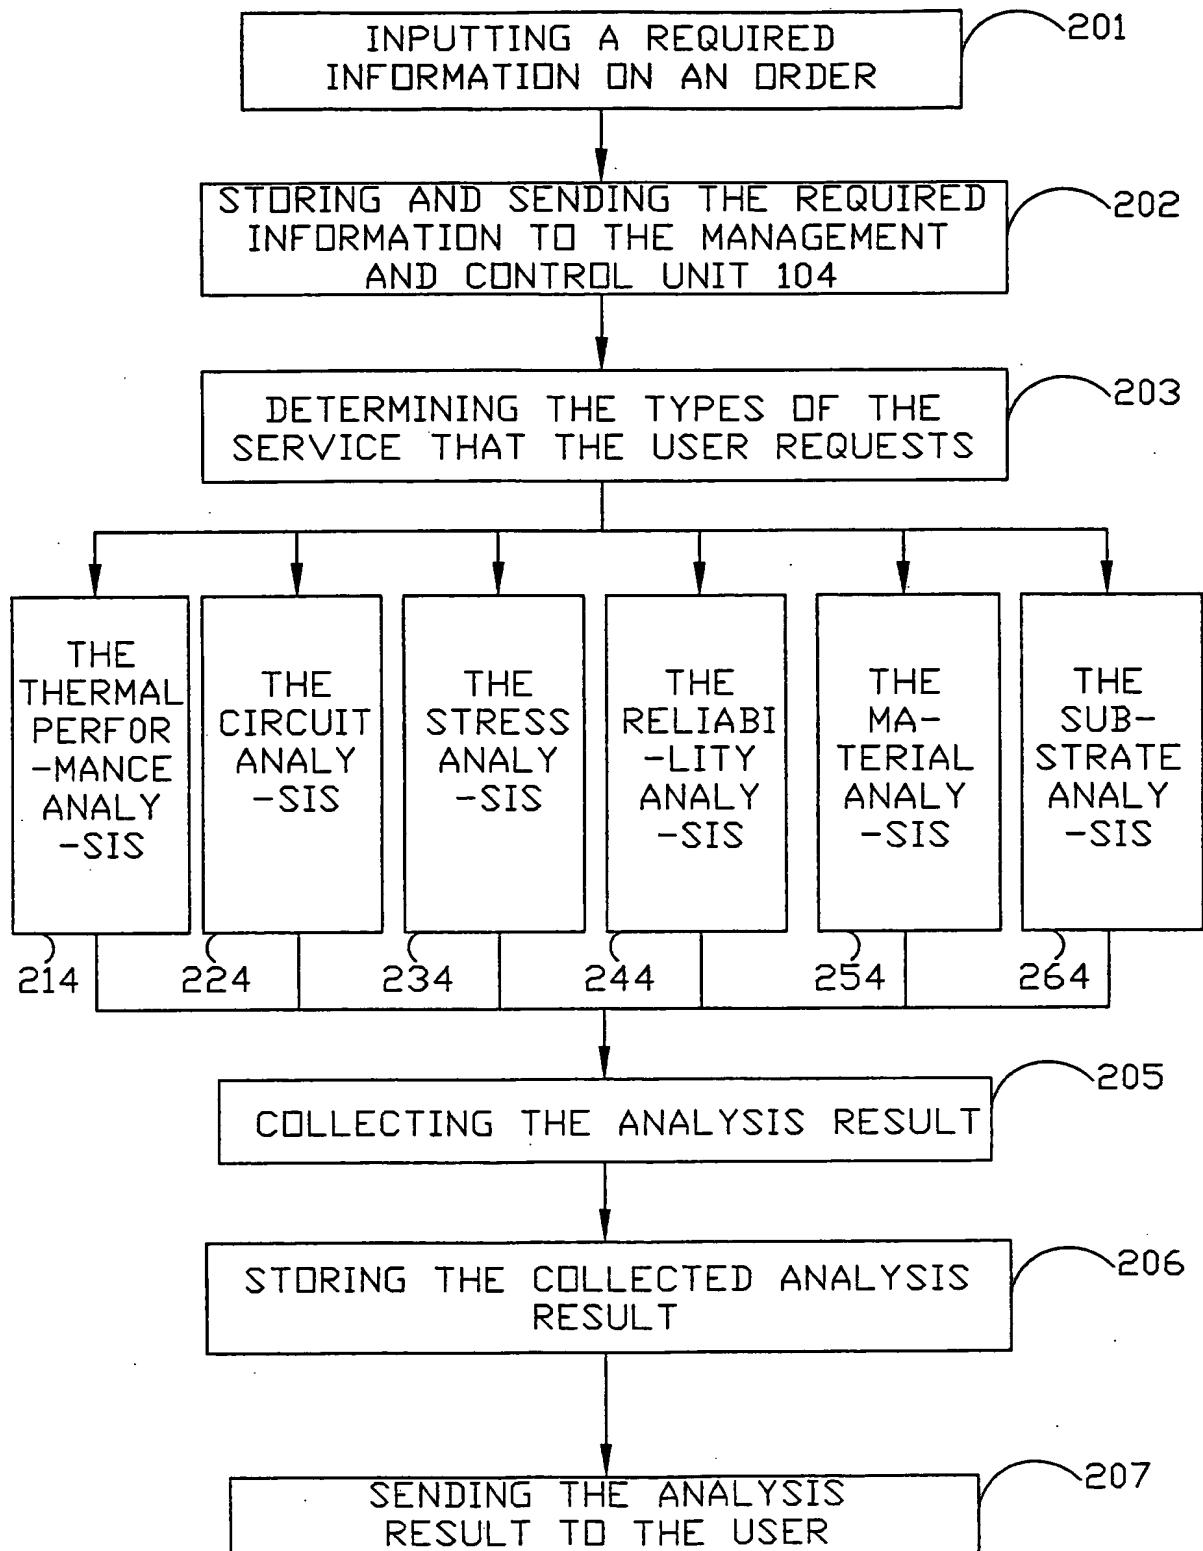 INPUTTING A REQUIRED
INFORMATION ON AN ORDER
201
STORING AND SENDING THE REQUIRED
INFORMATION TO THE MANAGEMENT
AND CONTROL UNIT 104
202
DETERMINING THE TYPES OF THE
SERVICE THAT THE USER REQUESTS
203
THE
THERMAL
PERFOR
-MANCE
ANALY
-SIS
214
THE
CIRCUIT
ANALY
-SIS
224
THE
STRESS
ANALY
-SIS
234
THE
RELIABI
-LITY
ANALY
-SIS
244
THE
MA-
TERIAL
ANALY
-SIS
254
THE
SUB-
STRATE
ANALY
-SIS
264
COLLECTING THE ANALYSIS RESULT
205
STORING THE COLLECTED ANALYSIS
RESULT
206
SENDING THE ANALYSIS
RESULT TO THE USER
207